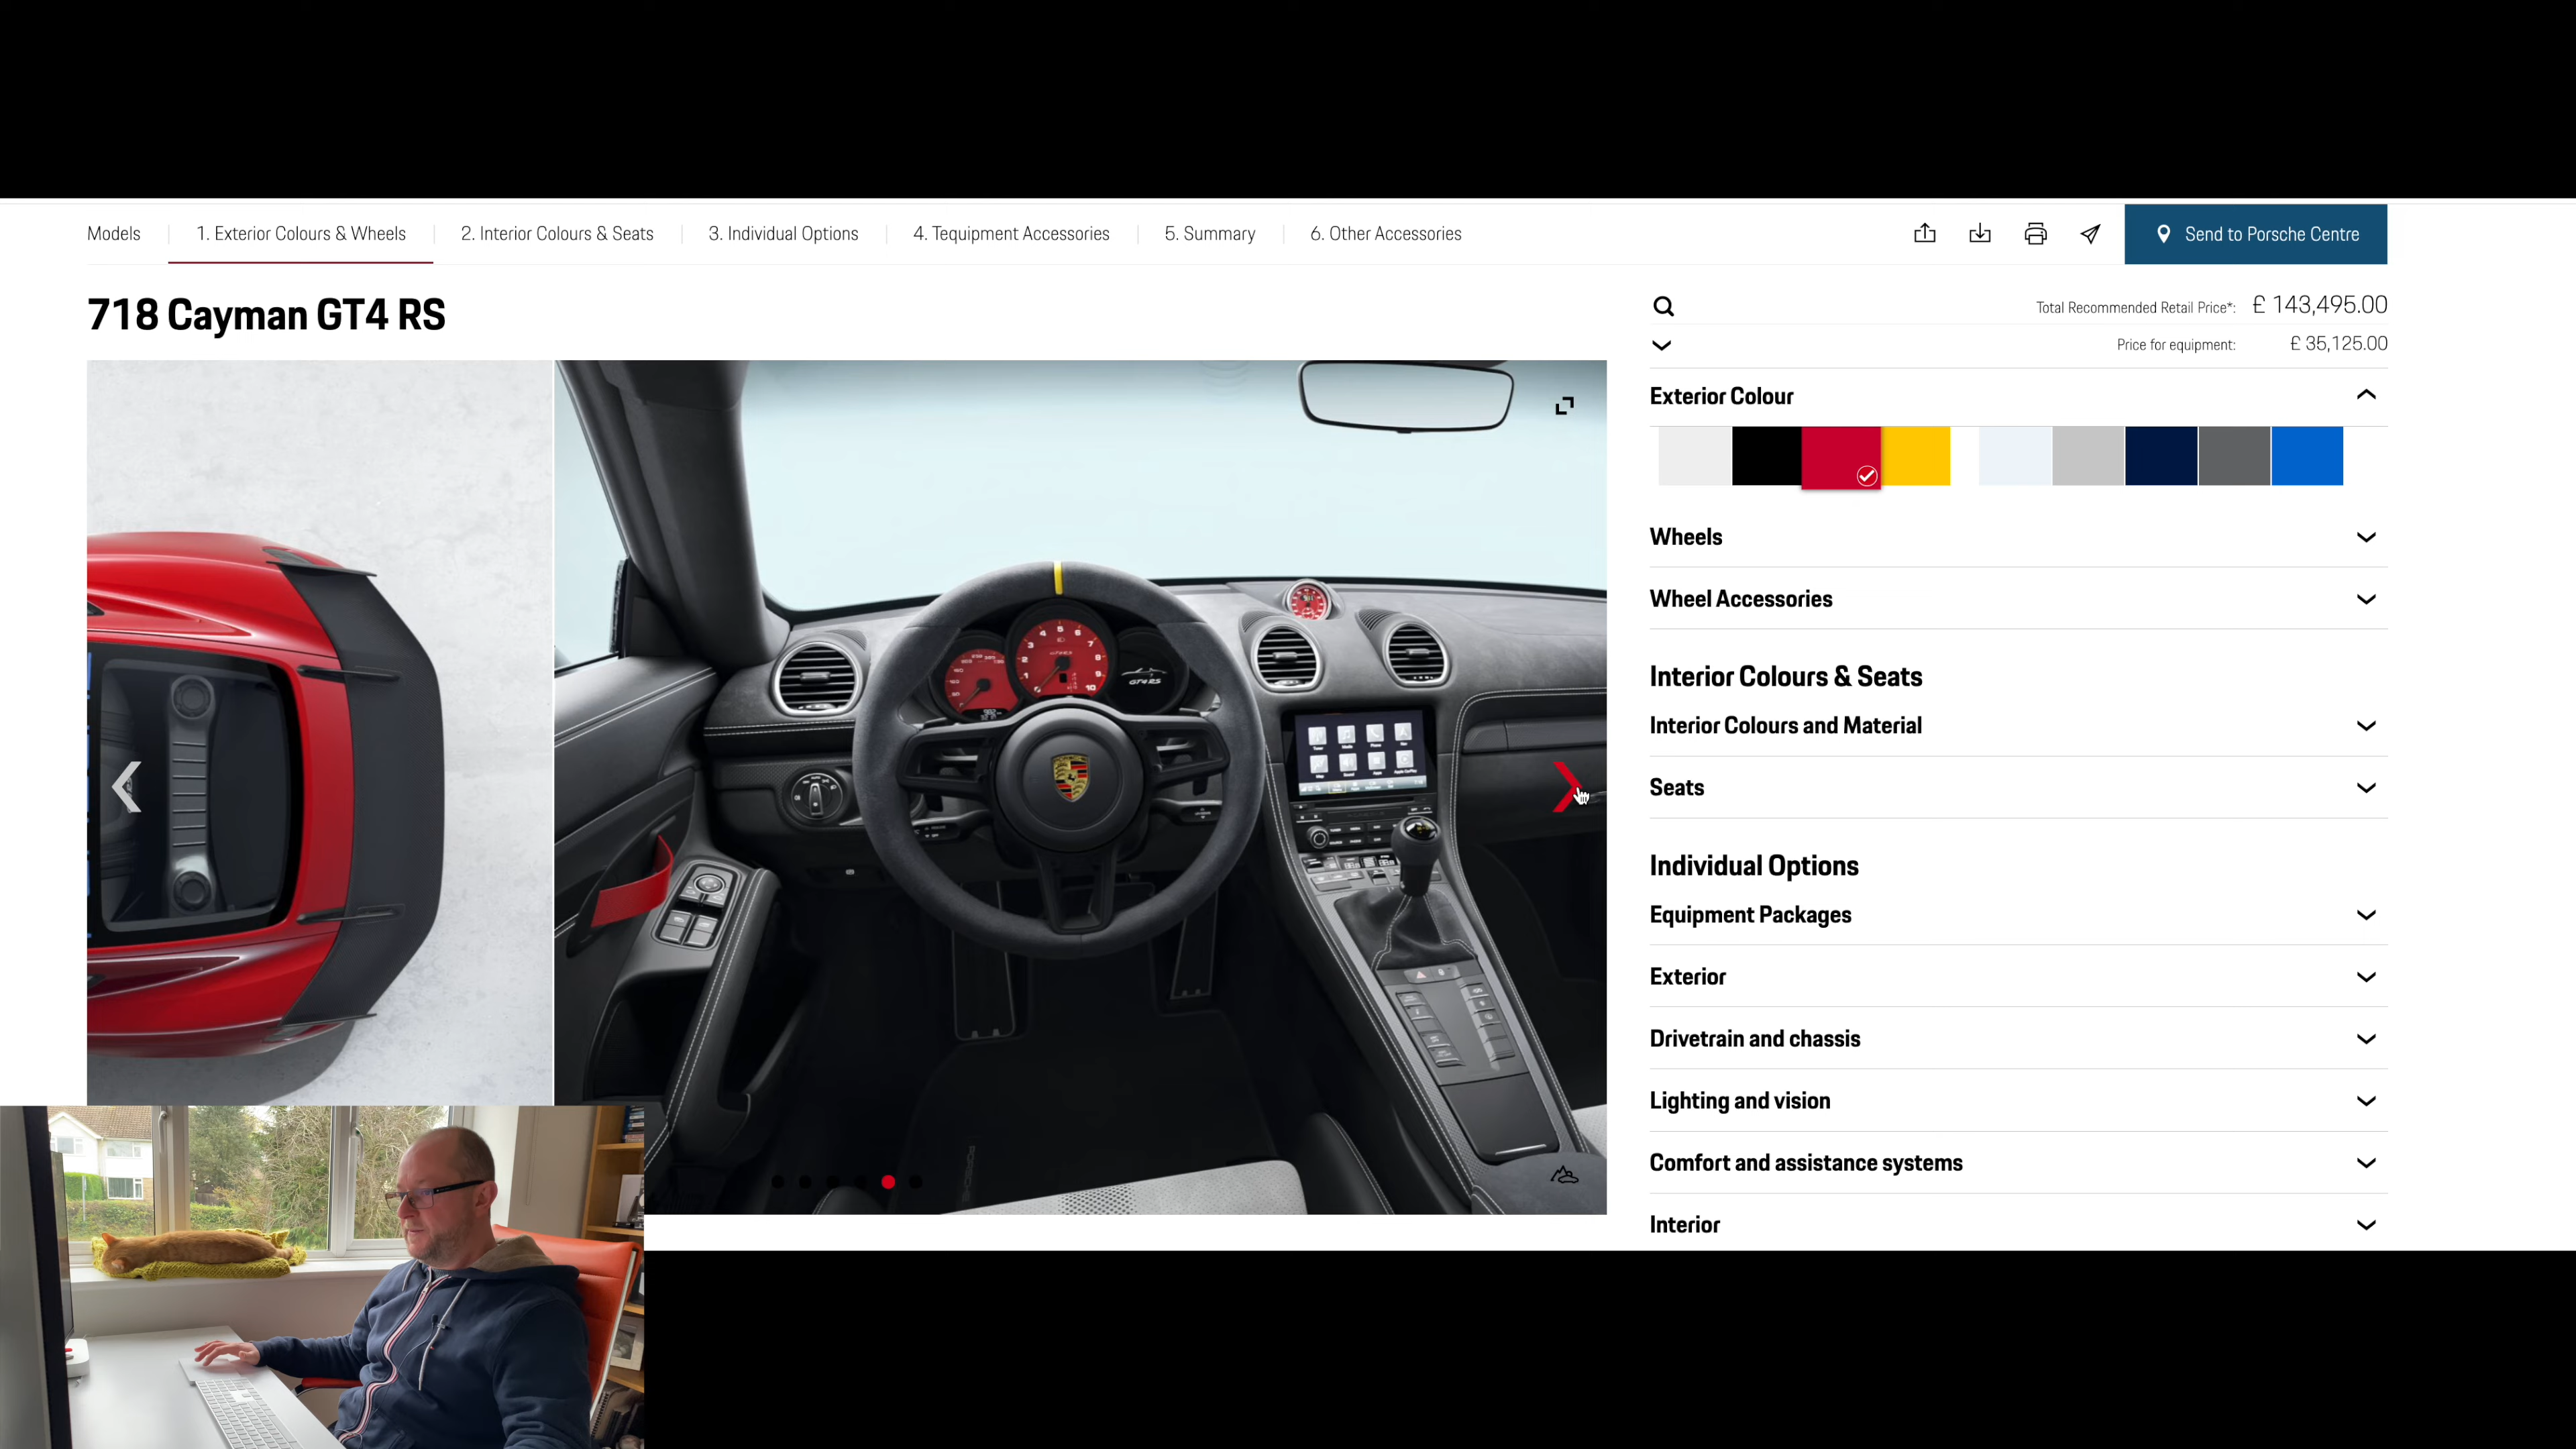 Models
1. Exterior Colours & Wheels
2. Interior Colours & Seats
3. Individual Options
4. Tequipment Accessories
5. Summary
6. Other Accessories
Send to Porsche Centre
718 Cayman GT4 RS
Total Recommended Retail Price*: £ 143,495.00
Price for equipment: £ 35,125.00
Exterior Colour
Wheels
Wheel Accessories
Interior Colours & Seats
Interior Colours and Material
Seats
Individual Options
Equipment Packages
Exterior
Drivetrain and chassis
Lighting and vision
Comfort and assistance systems
Interior
GT4 RS